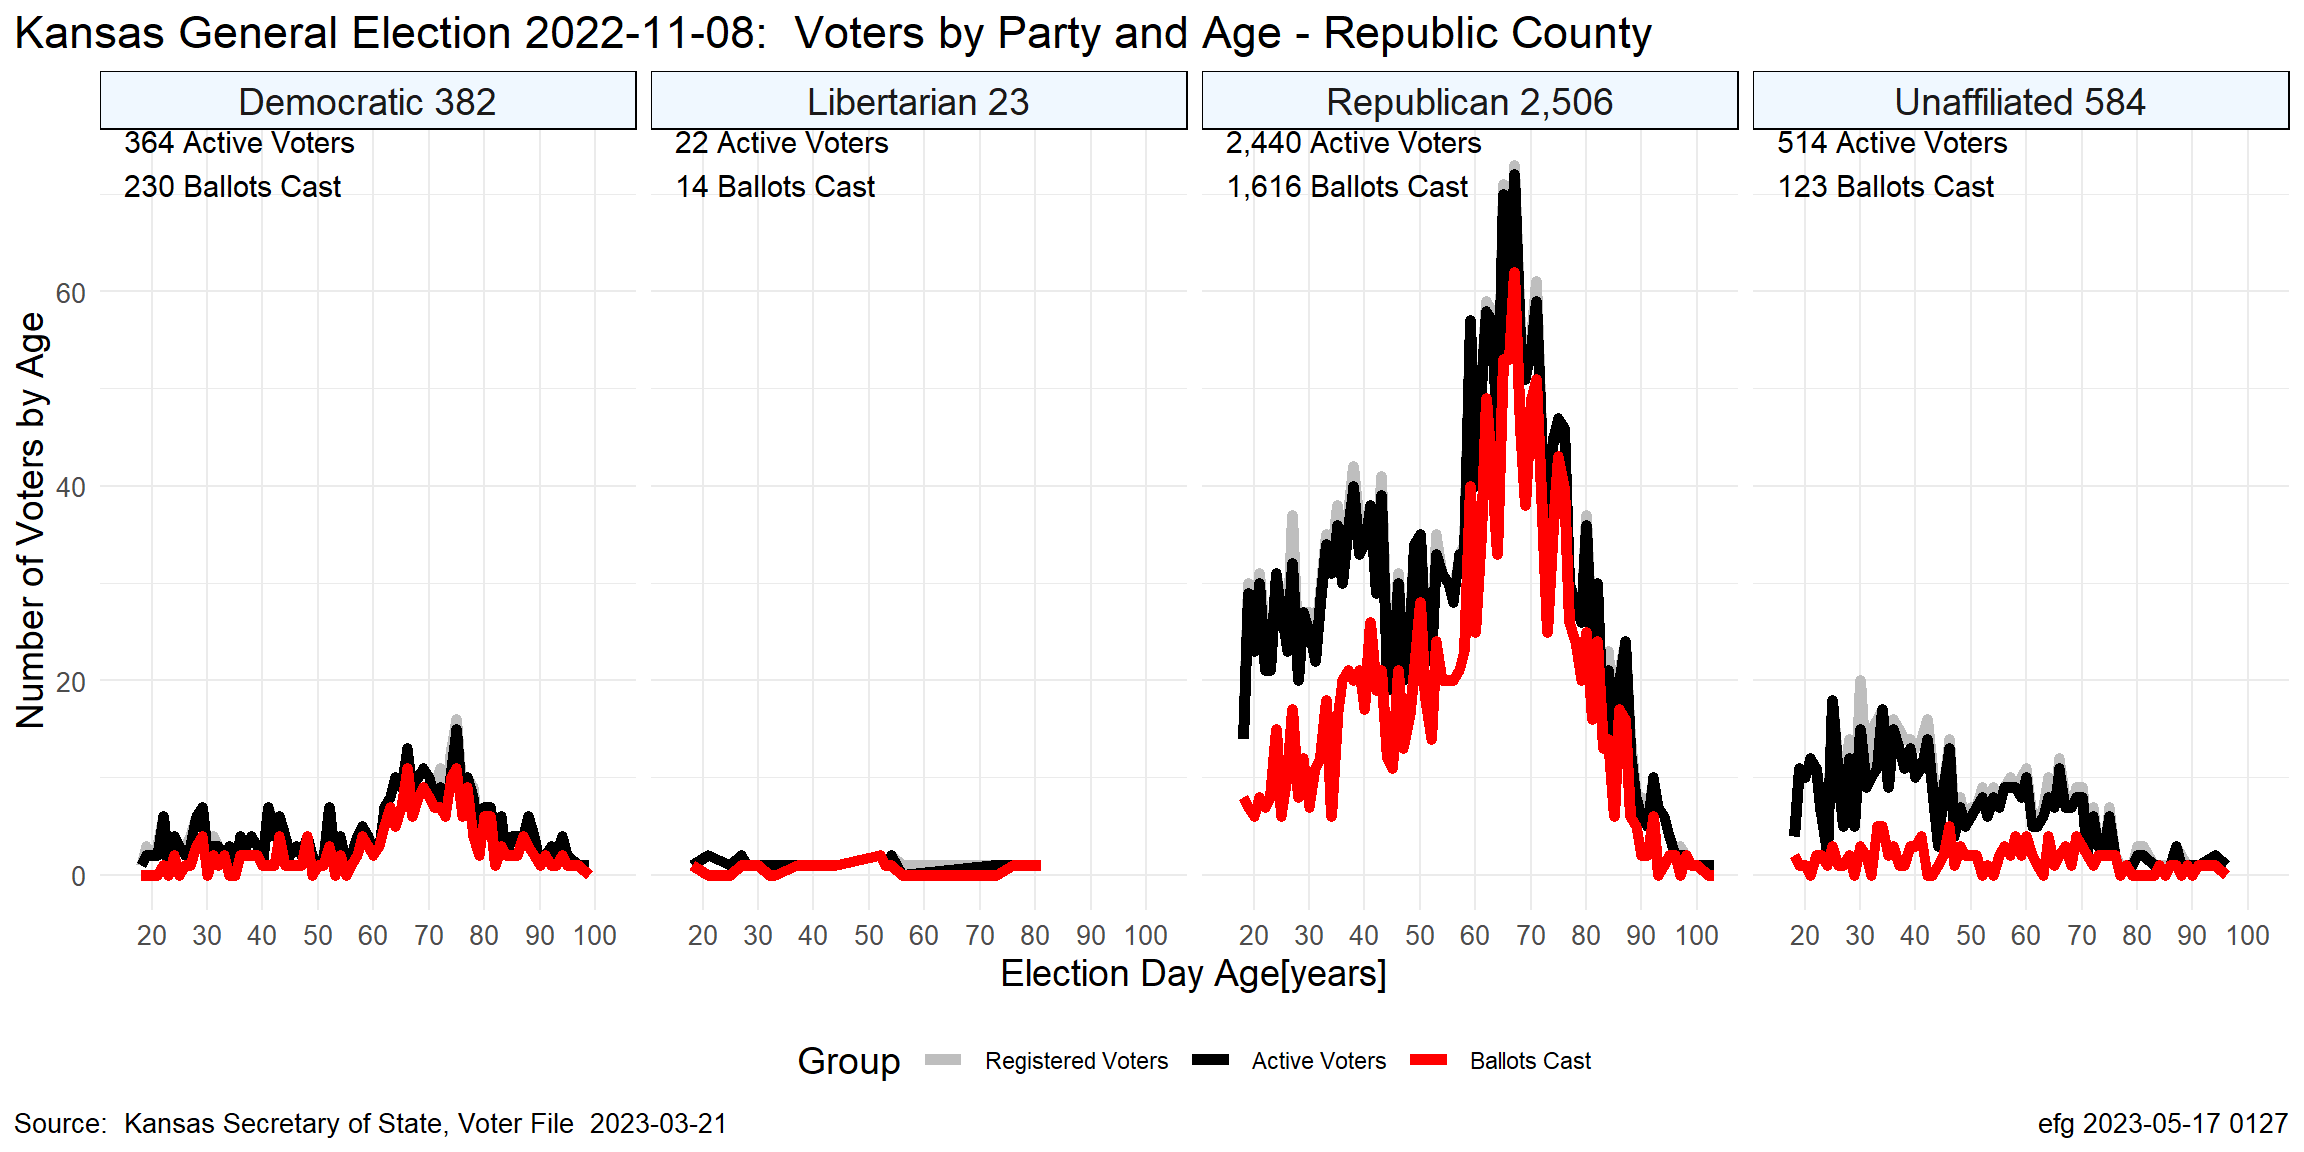 Kansas General Election 2022-11-08:  Voters by Party and Age - Republic County
Democratic 382
Libertarian 23
Republican 2,506
Unaffiliated 584
364 Active Voters
230 Ballots Cast
22 Active Voters
14 Ballots Cast
2,440 Active Voters
1,616 Ballots Cast
514 Active Voters
123 Ballots Cast
Number of Voters by Age
60
40
20
0
20 30 40 50 60 70 80 90 100
20 30 40 50 60 70 80 90 100
20 30 40 50 60 70 80 90 100
20 30 40 50 60 70 80 90 100
Election Day Age[years]
Group Registered Voters Active Voters Ballots Cast
Source:  Kansas Secretary of State, Voter File  2023-03-21
efg 2023-05-17 0127